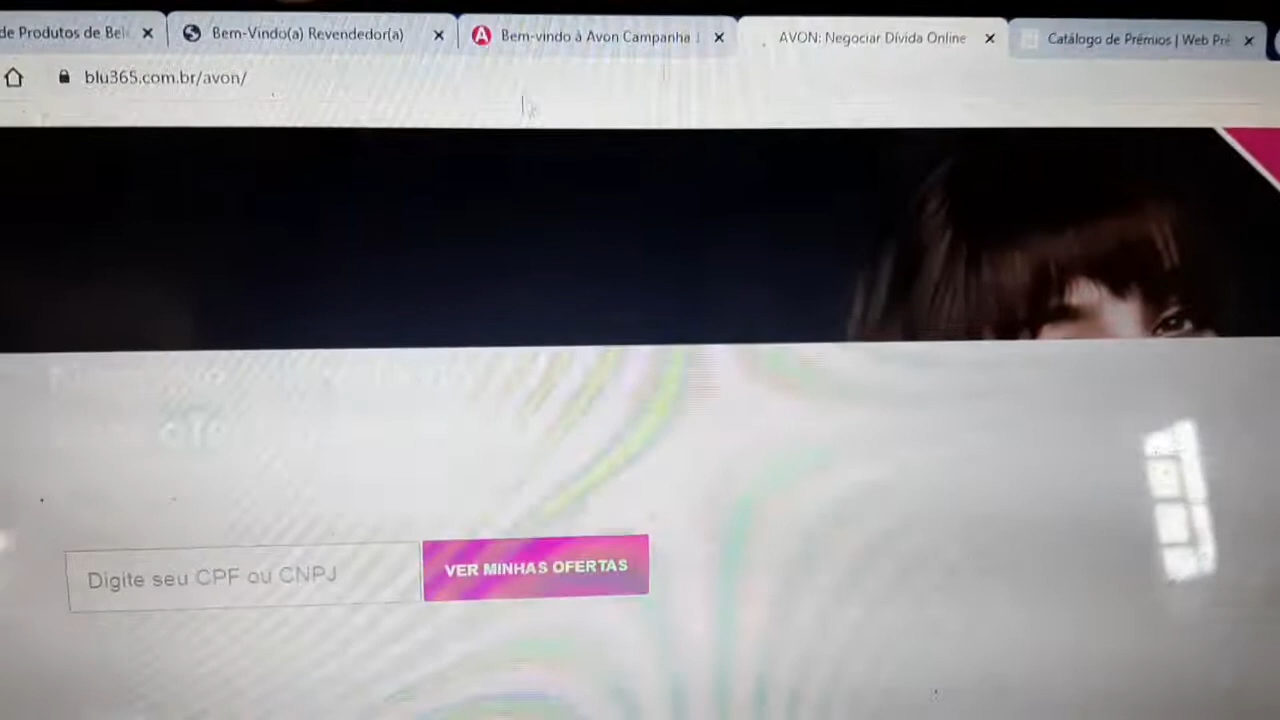 de Produtos de Bel
Bem-Vindo(a) Revendedor(a)
A
Bem-vindo à Avon Campanha
AVON: Negociar Dívida Online
Catálogo de Prêmios | Web Pré
blu365.com.br/avon/
Digite seu CPF ou CNPJ
VER MINHAS OFERTAS